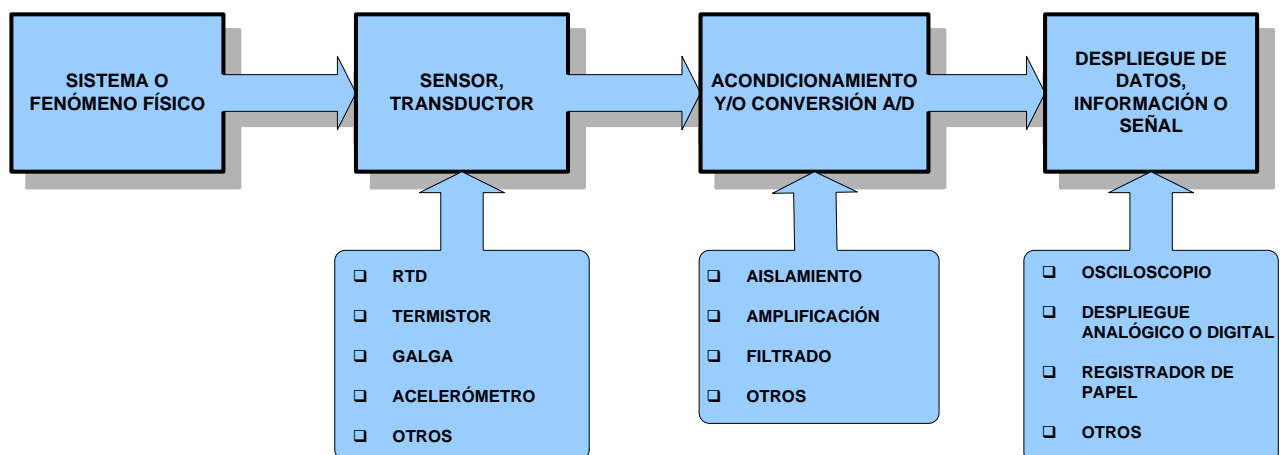 SISTEMA O
FENÓMENO FÍSICO
SENSOR,
TRANSDUCTOR
ACONDICIONAMIENTO
Y/O CONVERSIÓN A/D
DESPLIEGUE DE
DATOS,
INFORMACIÓN O
SEÑAL
❑ RTD
❑ TERMISTOR
❑ GALGA
❑ ACELERÓMETRO
❑ OTROS
❑ AISLAMIENTO
❑ AMPLIFICACIÓN
❑ FILTRADO
❑ OTROS
❑ OSCILOSCOPIO
❑ DESPLIEGUE
ANALÓGICO O DIGITAL
❑ REGISTRADOR DE
PAPEL
❑ OTROS